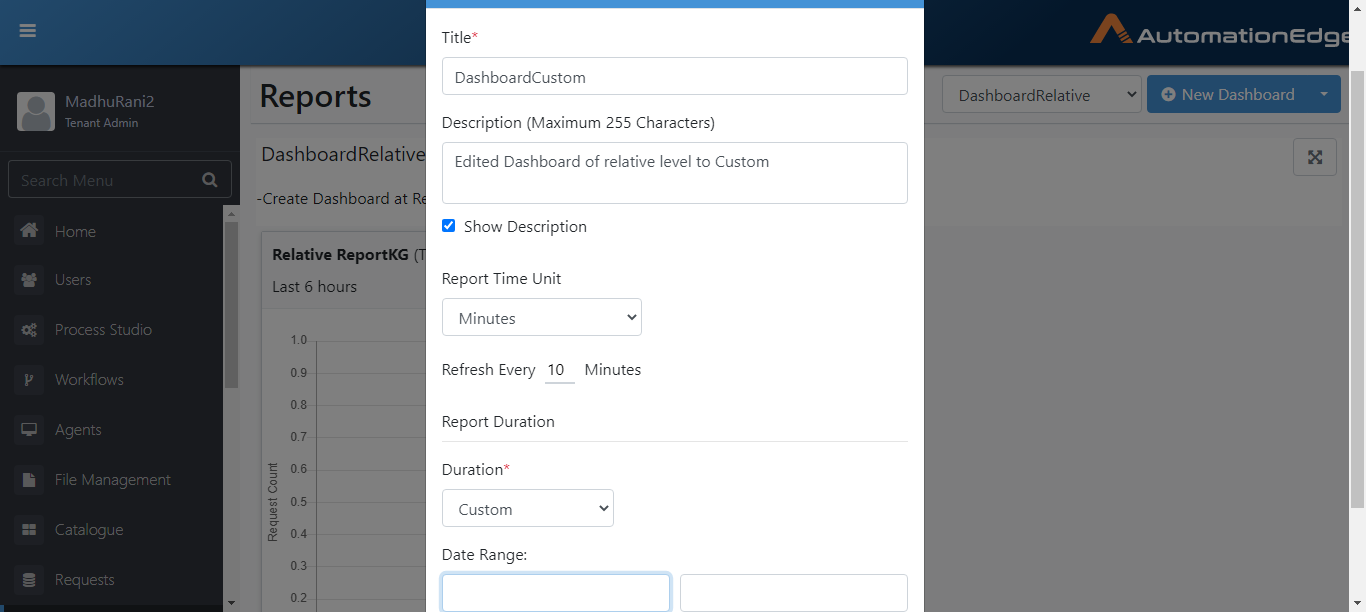 AutomationEdge
MadhuRani2
Tenant Admin
Search Menu
Home
Users
Process Studio
Workflows
Agents
File Management
Catalogue
Requests
Reports
DashboardRelative
New Dashboard
DashboardRelative
-Create Dashboard at Re
Relative ReportKG (T
Last 6 hours
1.0
0.9
0.8
0.7
0.6
0.5
0.4
0.3
0.2
Request Count
Title*
DashboardCustom
Description (Maximum 255 Characters)
Edited Dashboard of relative level to Custom
Show Description
Report Time Unit
Minutes
Refresh Every 10 Minutes
Report Duration
Duration*
Custom
Date Range: